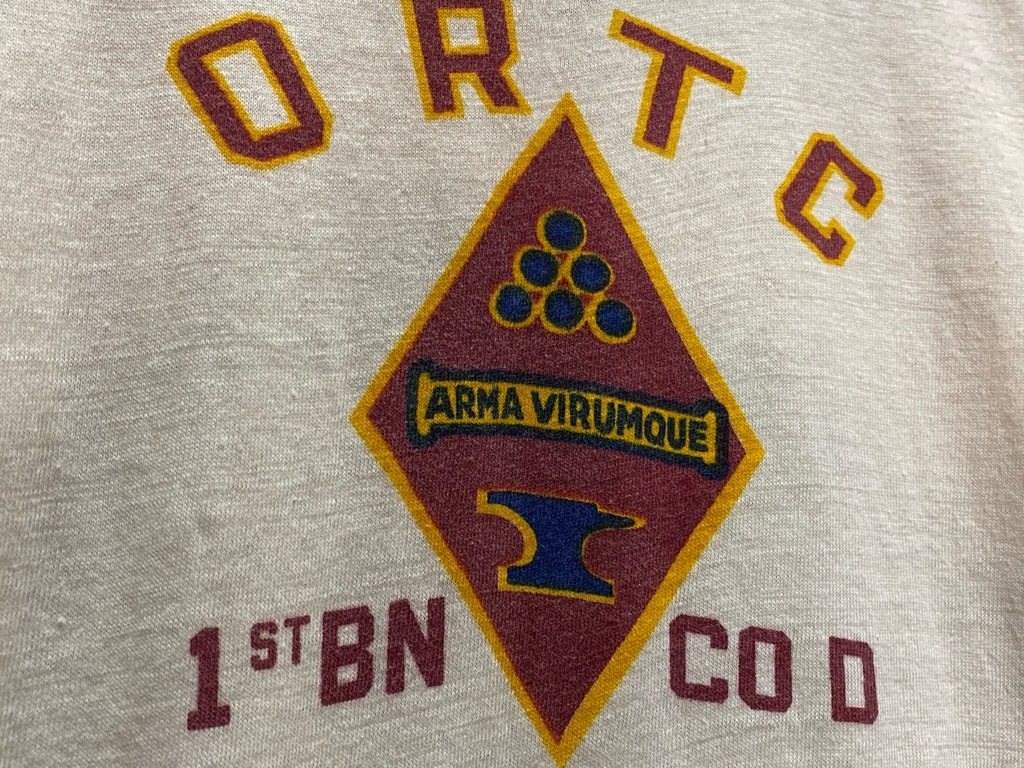 ORTC
ARMA VIRUMQUE
1ST BN CO D